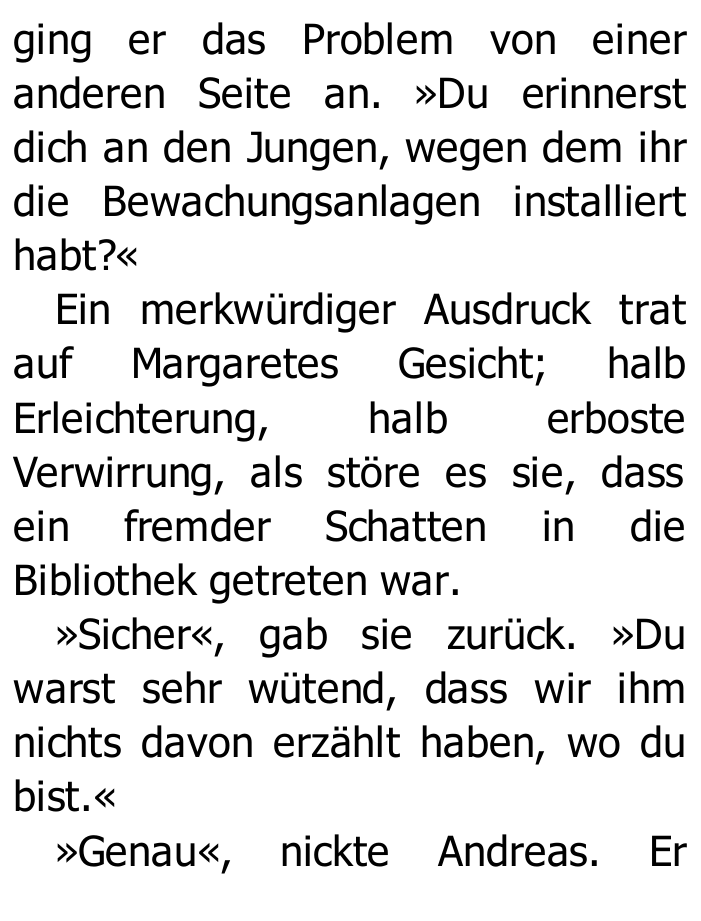 ging er das Problem von einer
anderen Seite an. »Du erinnerst
dich an den Jungen, wegen dem ihr
die Bewachungsanlagen installiert
habt?«
Ein merkwürdiger Ausdruck trat
auf Margaretes Gesicht; halb
Erleichterung, halb erboste
Verwirrung, als störe es sie, dass
ein fremder Schatten in die
Bibliothek getreten war.
»Sicher«, gab sie zurück. »Du
warst sehr wütend, dass wir ihm
nichts davon erzählt haben, wo du
bist.«
»Genau«, nickte Andreas. Er